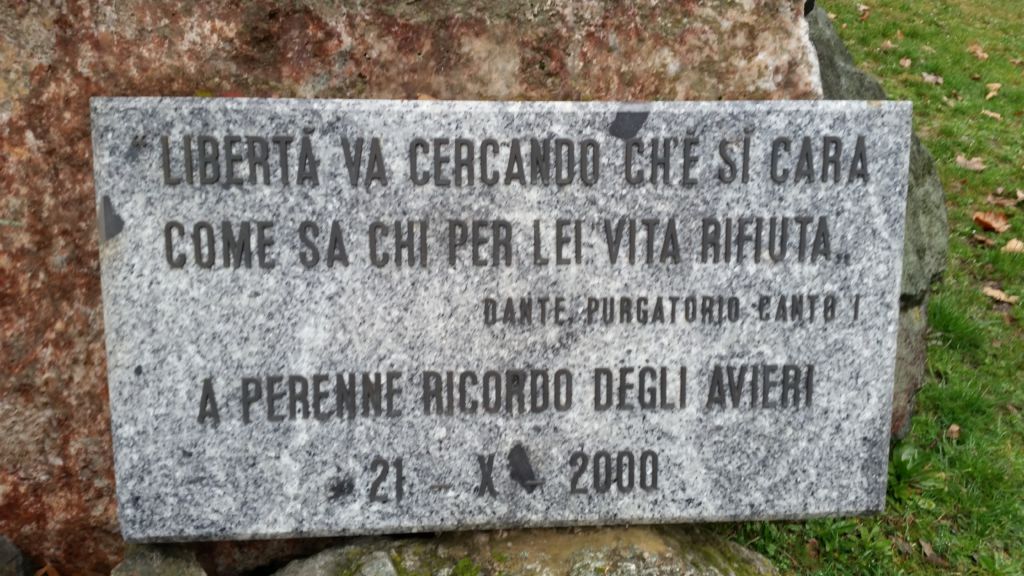 "LIBERTÀ VA CERCANDO CH'È SÌ CARA
COME SA CHI PER LEI VITA RIFIUTA„
DANTE, PURGATORIO CANTO I
A PERENNE RICORDO DEGLI AVIERI
21 - X - 2000